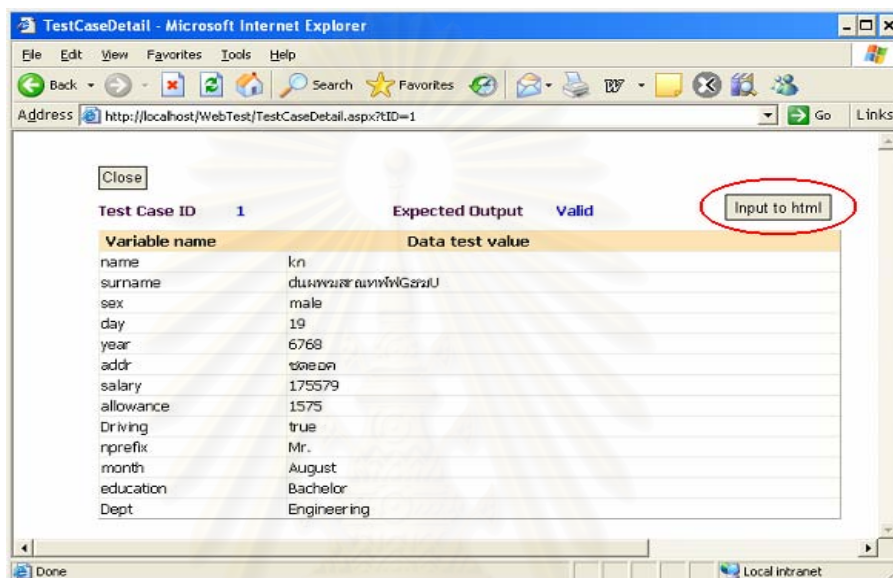 TestCaseDetail - Microsoft Internet Explorer
File Edit View Favorites Tools Help
Back Search Favorites
Address http://localhost/WebTest/TestCaseDetail.aspx?tID=1 Go Links
Close
Test Case ID 1 Expected Output Valid Input to html
Variable name Data test value
name kn
surname
sex male
day 19
year 6768
addr
salary 175579
allowance 1575
Driving true
nprefix Mr.
month August
education Bachelor
Dept Engineering
Done Local intranet